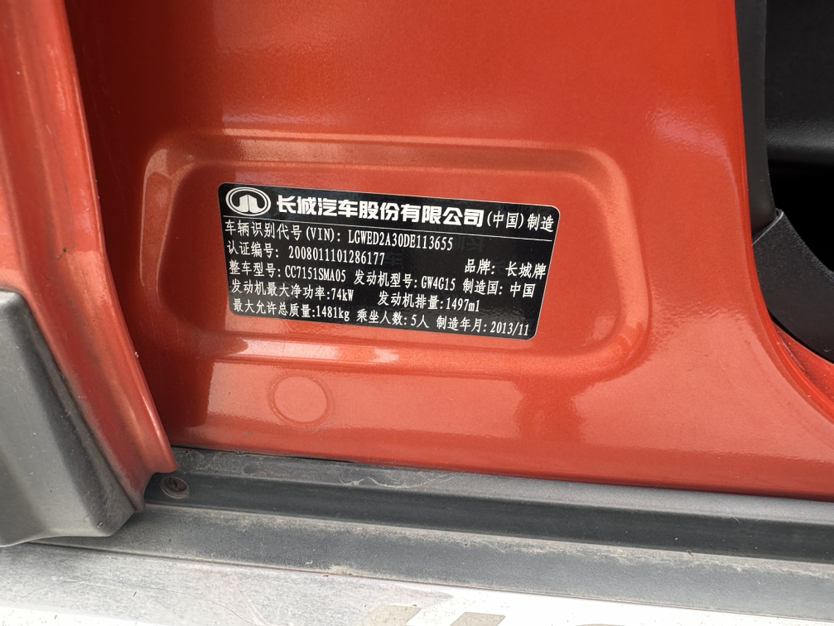 长城汽车股份有限公司(中国)制造
车辆识别代号(VIN): LGWED2A30DE113655
认证编号: 2008011101286177 品牌: 长城牌
整车型号: CC7151SMA05 发动机型号: GW4G15 制造国: 中国
发动机最大净功率:74kW 发动机排量:1497ml
最大允许总质量:1481kg 乘坐人数:5人 制造年月:2013/11